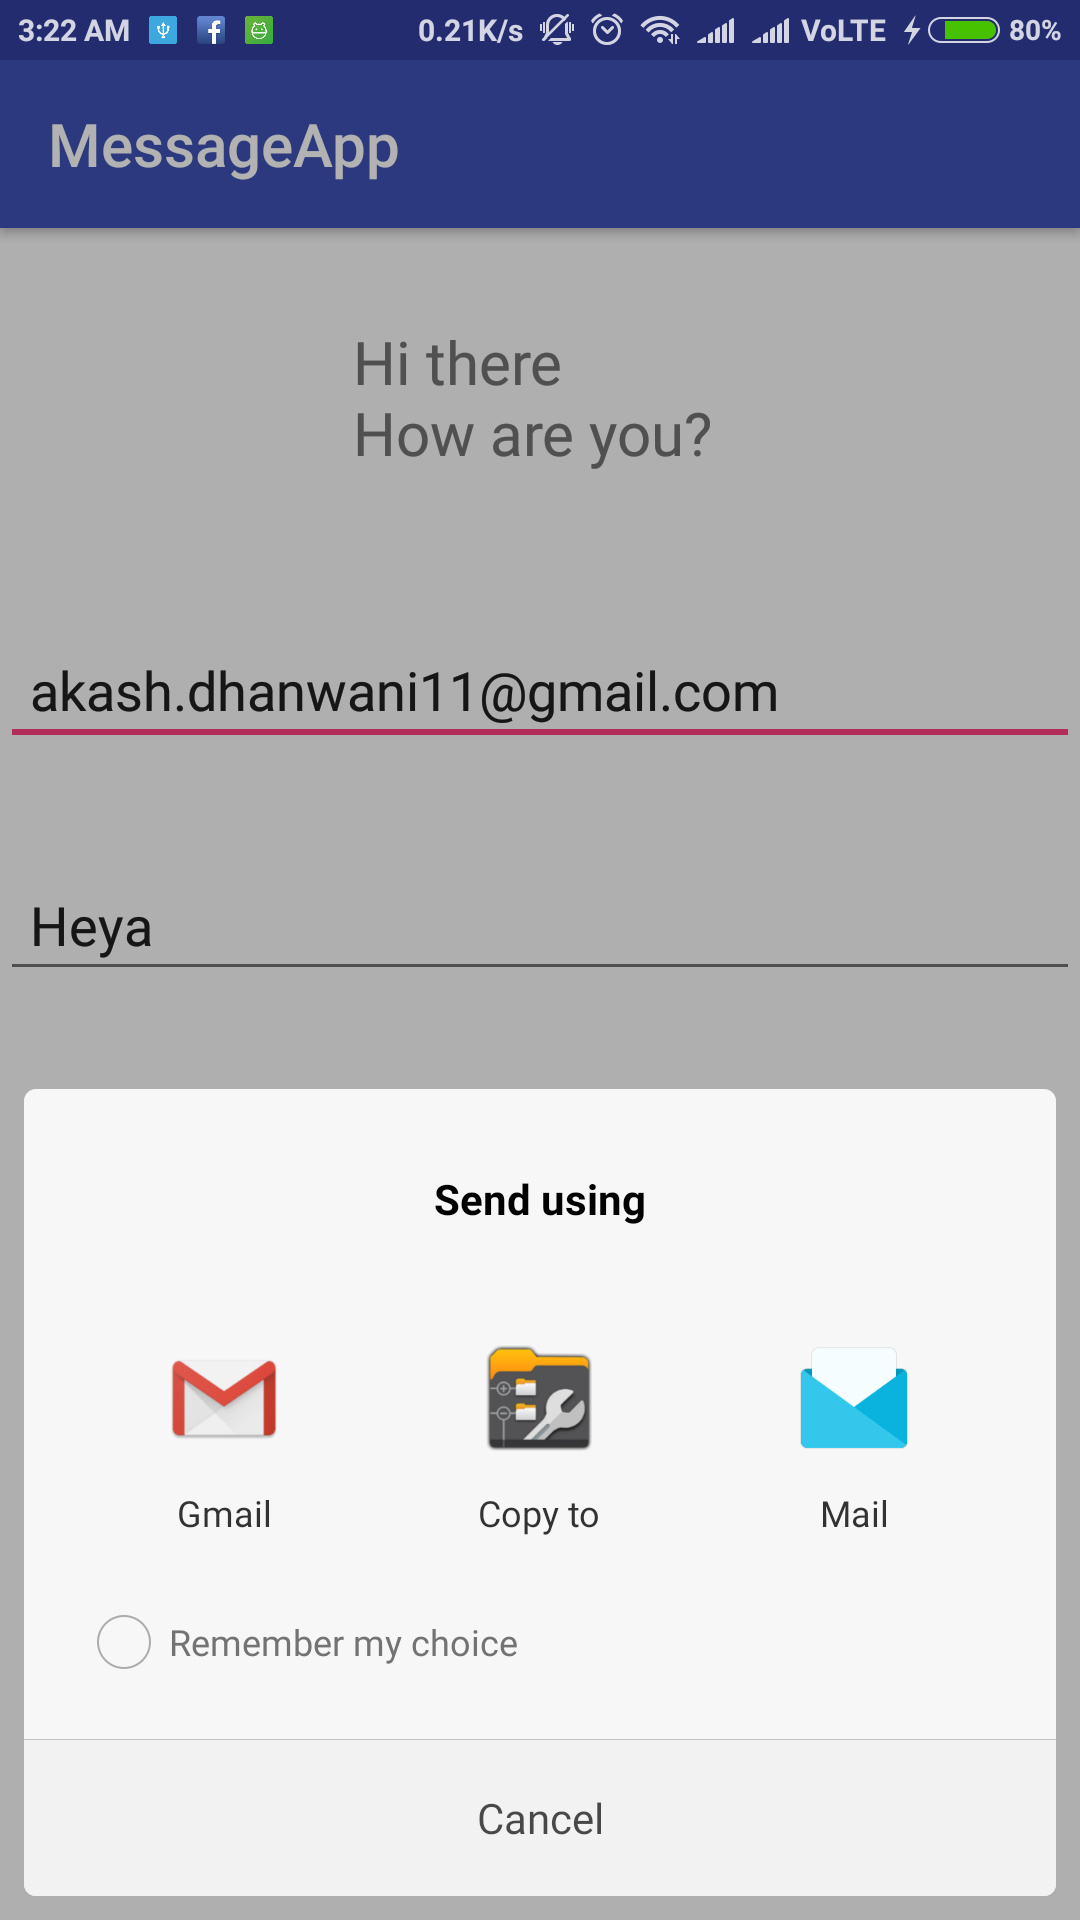 3:22 AM 0.21K/s VoLTE 80%
MessageApp
Hi there
How are you?
akash.dhanwani11@gmail.com
Heya
Send using
Gmail Copy to Mail
Remember my choice
Cancel